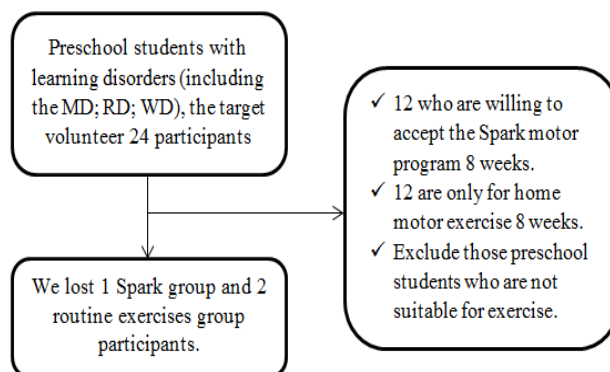 Preschool students with
learning disorders (including
the MD; RD; WD), the target
volunteer 24 participants
✓ 12 who are willing to
accept the Spark motor
program 8 weeks.
✓ 12 are only for home
motor exercise 8 weeks.
✓ Exclude those preschool
students who are not
suitable for exercise.
We lost 1 Spark group and 2
routine exercises group
participants.